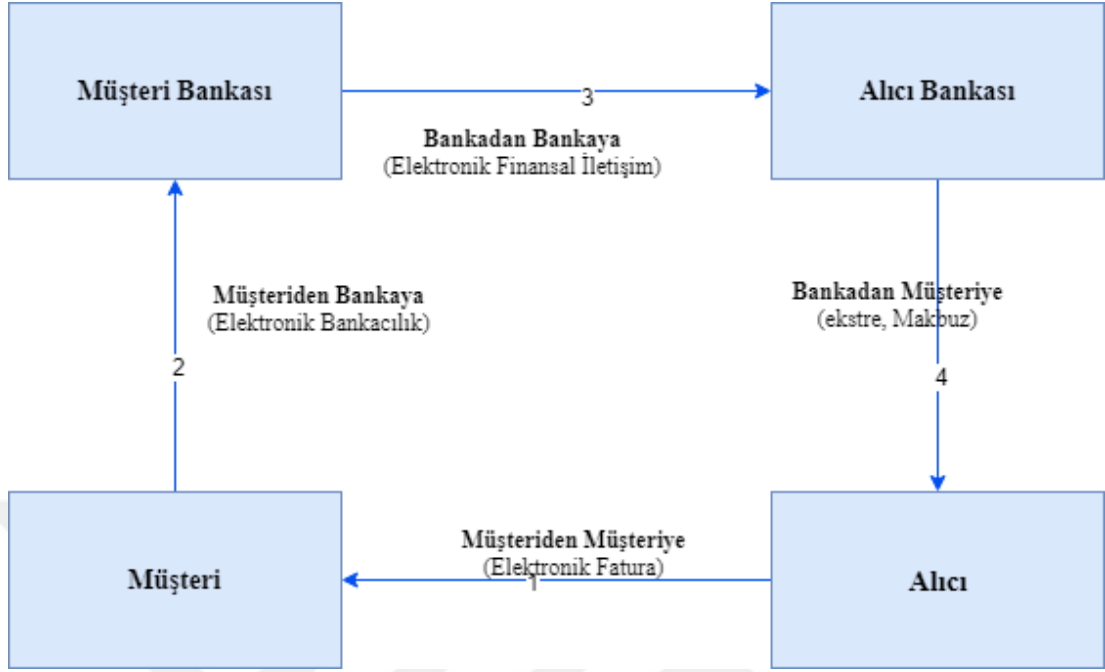 Müşteri Bankası
Alıcı Bankası
3
Bankadan Bankaya
(Elektronik Finansal İletişim)
Müşteriden Bankaya
(Elektronik Bankacılık)
Bankadan Müşteriye
(ekstre, Makbuz)
2
4
Müşteriden Müşteriye
(Elektronik Fatura)
1
Müşteri
Alıcı